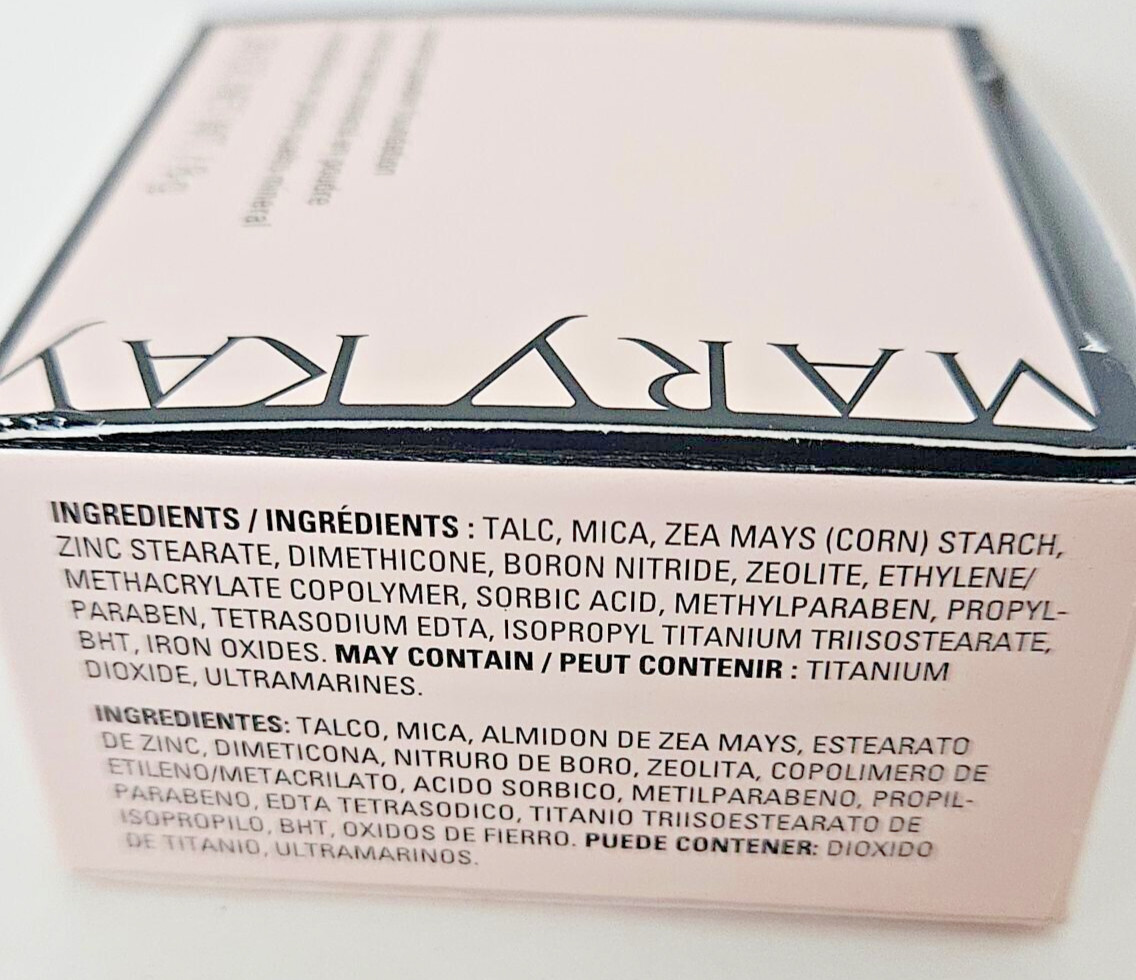 MARY KAY
INGREDIENTS / INGRÉDIENTS : TALC, MICA, ZEA MAYS (CORN) STARCH,
ZINC STEARATE, DIMETHICONE, BORON NITRIDE, ZEOLITE, ETHYLENE/
METHACRYLATE COPOLYMER, SORBIC ACID, METHYLPARABEN, PROPYL-
PARABEN, TETRASODIUM EDTA, ISOPROPYL TITANIUM TRIISOSTEARATE,
BHT, IRON OXIDES. MAY CONTAIN / PEUT CONTENIR : TITANIUM
DIOXIDE, ULTRAMARINES.
INGREDIENTES: TALCO, MICA, ALMIDON DE ZEA MAYS, ESTEARATO
DE ZINC, DIMETICONA, NITRURO DE BORO, ZEOLITA, COPOLIMERO DE
ETILENO/METACRILATO, ACIDO SORBICO, METILPARABENO, PROPIL-
PARABENO, EDTA TETRASODICO, TITANIO TRIISOESTEARATO DE
ISOPROPILO, BHT, OXIDOS DE FIERRO. PUEDE CONTENER: DIOXIDO
DE TITANIO, ULTRAMARINOS.